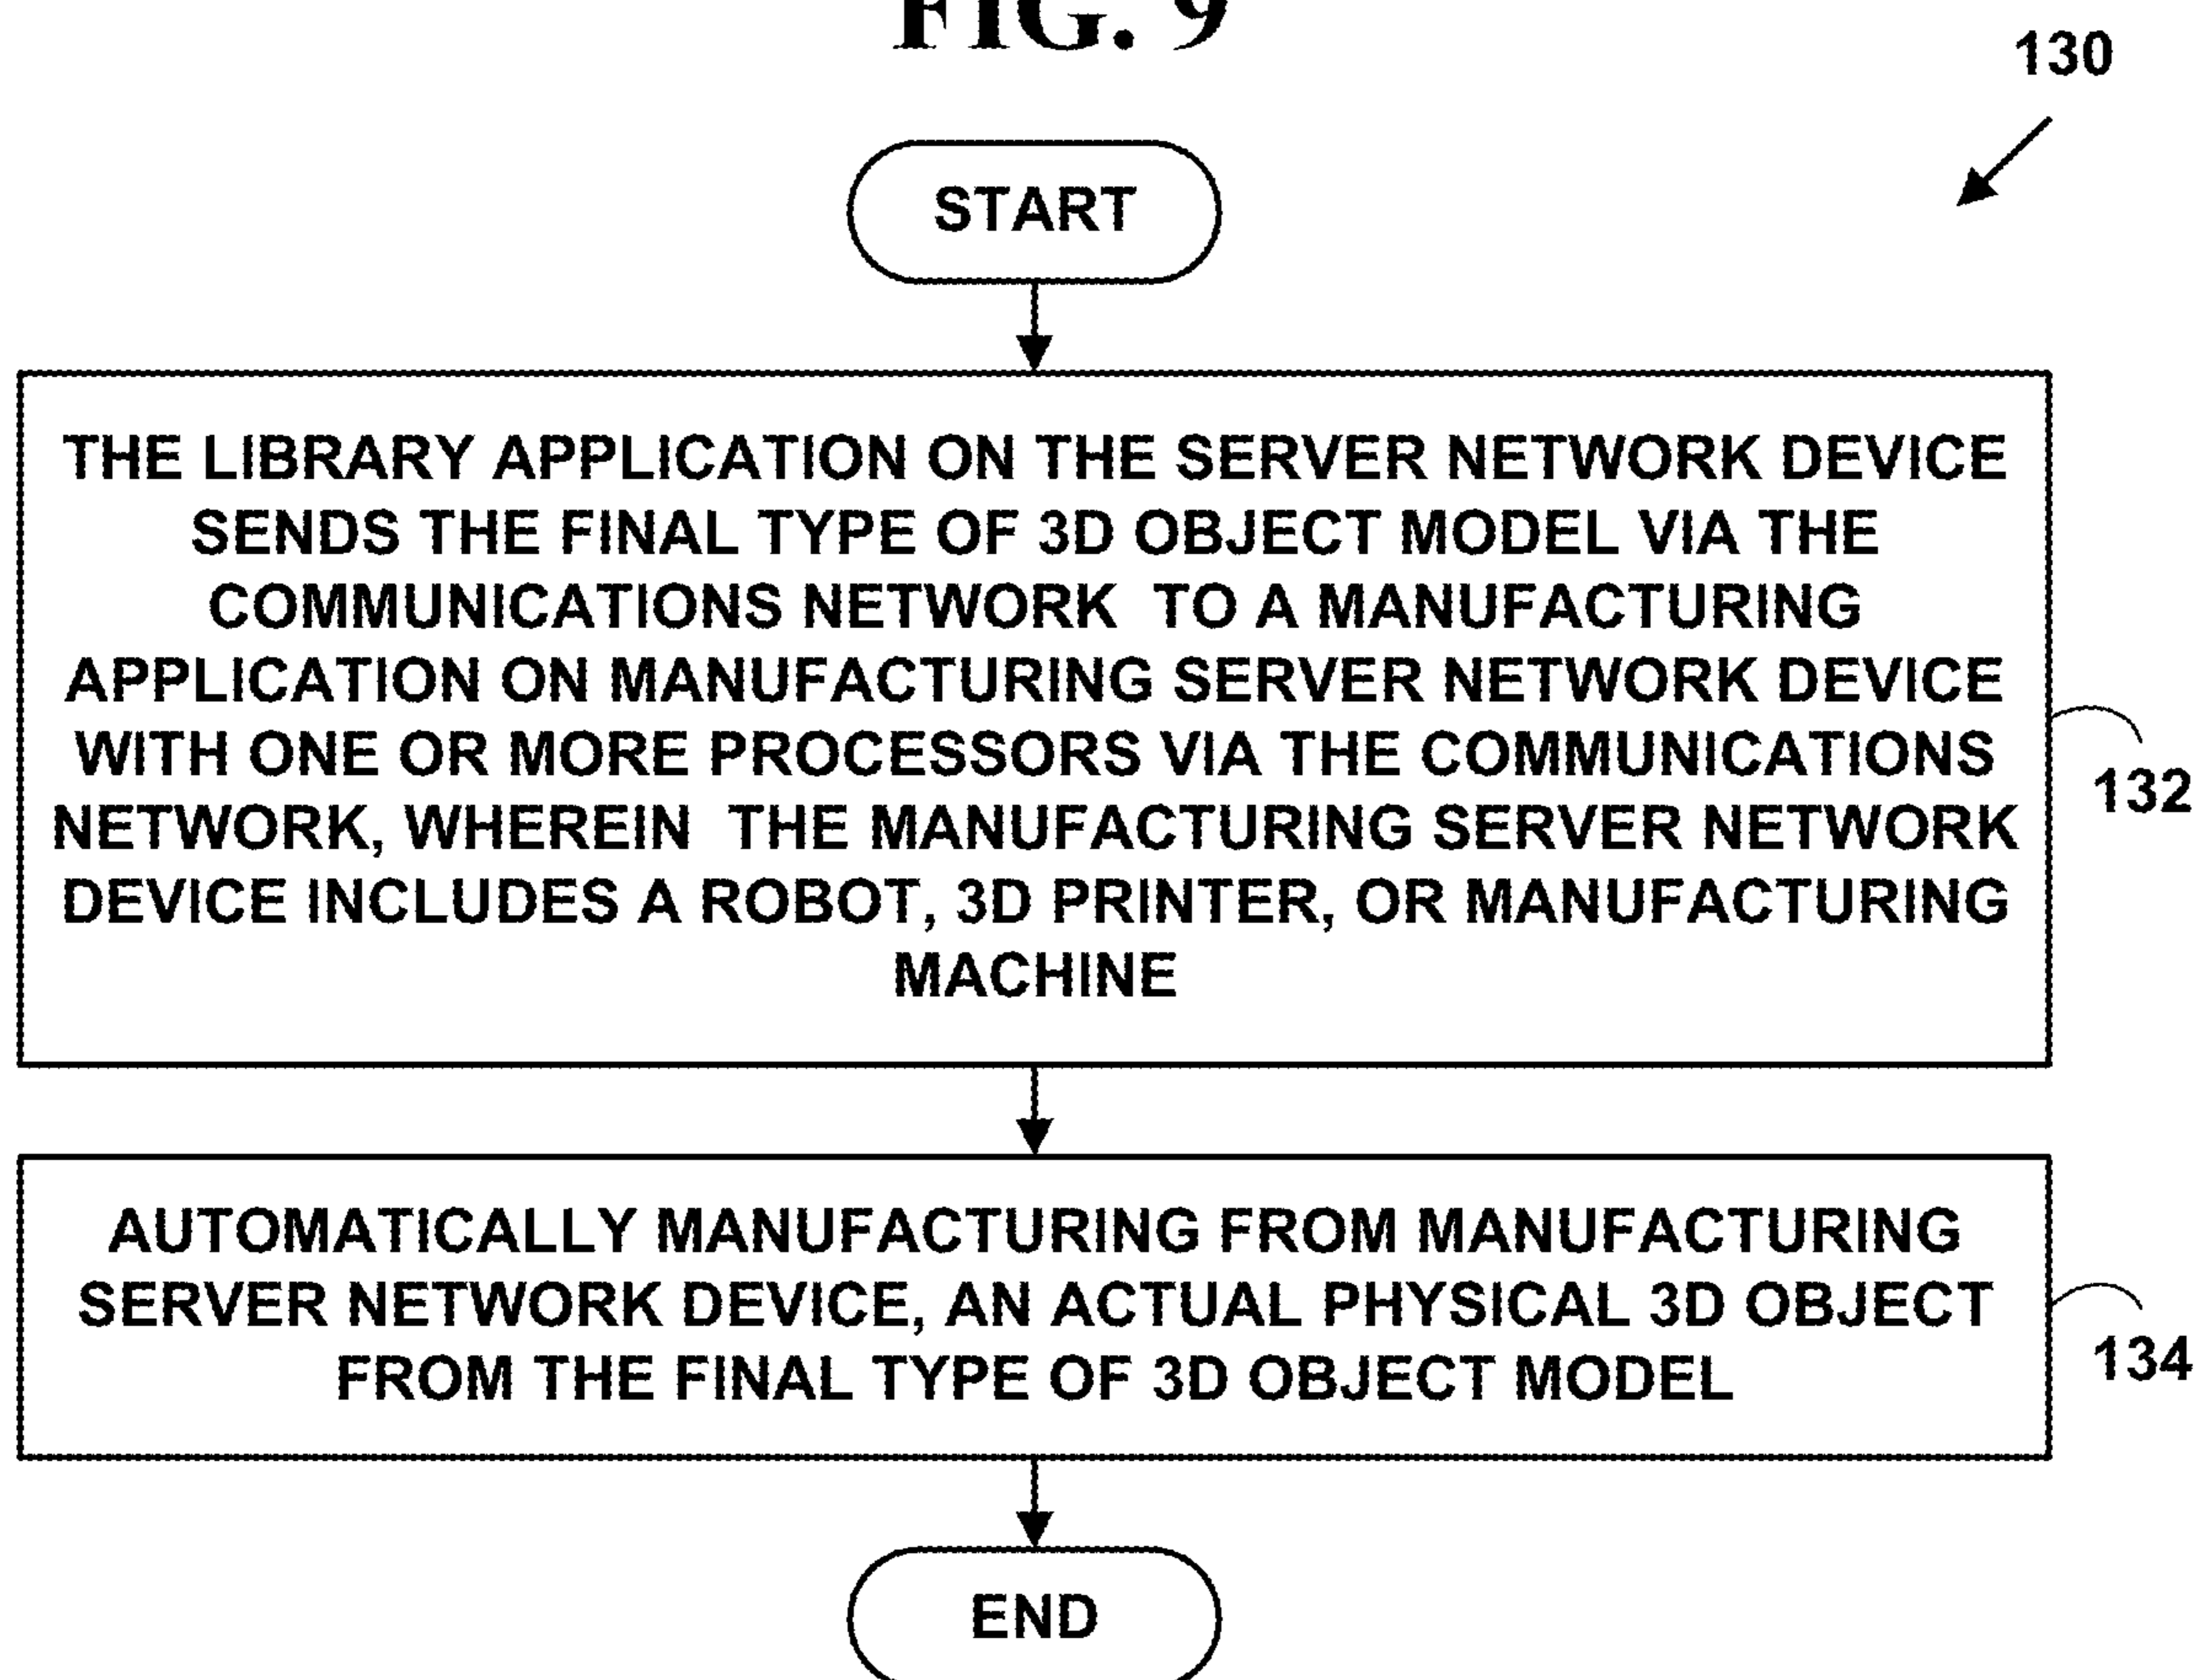 FIG. 9
130
START
THE LIBRARY APPLICATION ON THE SERVER NETWORK DEVICE
SENDS THE FINAL TYPE OF 3D OBJECT MODEL VIA THE
COMMUNICATIONS NETWORK TO A MANUFACTURING
APPLICATION ON MANUFACTURING SERVER NETWORK DEVICE
WITH ONE OR MORE PROCESSORS VIA THE COMMUNICATIONS
NETWORK, WHEREIN THE MANUFACTURING SERVER NETWORK
DEVICE INCLUDES A ROBOT, 3D PRINTER, OR MANUFACTURING
MACHINE
132
AUTOMATICALLY MANUFACTURING FROM MANUFACTURING
SERVER NETWORK DEVICE, AN ACTUAL PHYSICAL 3D OBJECT
FROM THE FINAL TYPE OF 3D OBJECT MODEL
134
END